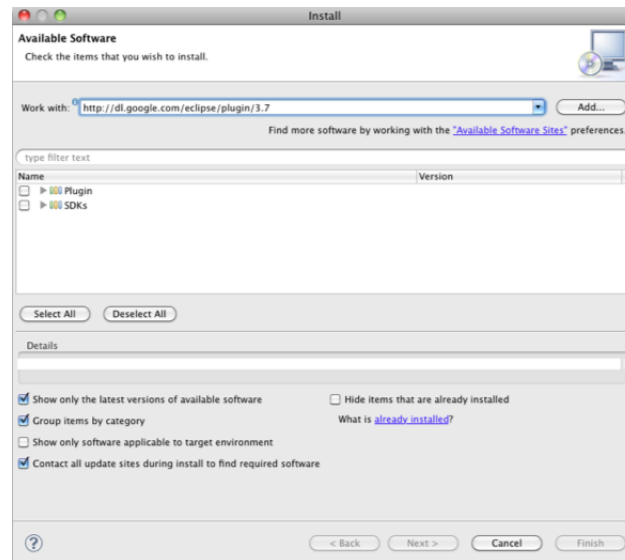 Install
Available Software
Check the items that you wish to install.
Work with: http://dl.google.com/eclipse/plugin/3.7 Add...
Find more software by working with the "Available Software Sites" preferences.
type filter text
Name Version
Plugin
SDKs
Select All Deselect All
Details
Show only the latest versions of available software Hide items that are already installed
Group items by category What is already installed?
Show only software applicable to target environment
Contact all update sites during install to find required software
? < Back Next > Cancel Finish